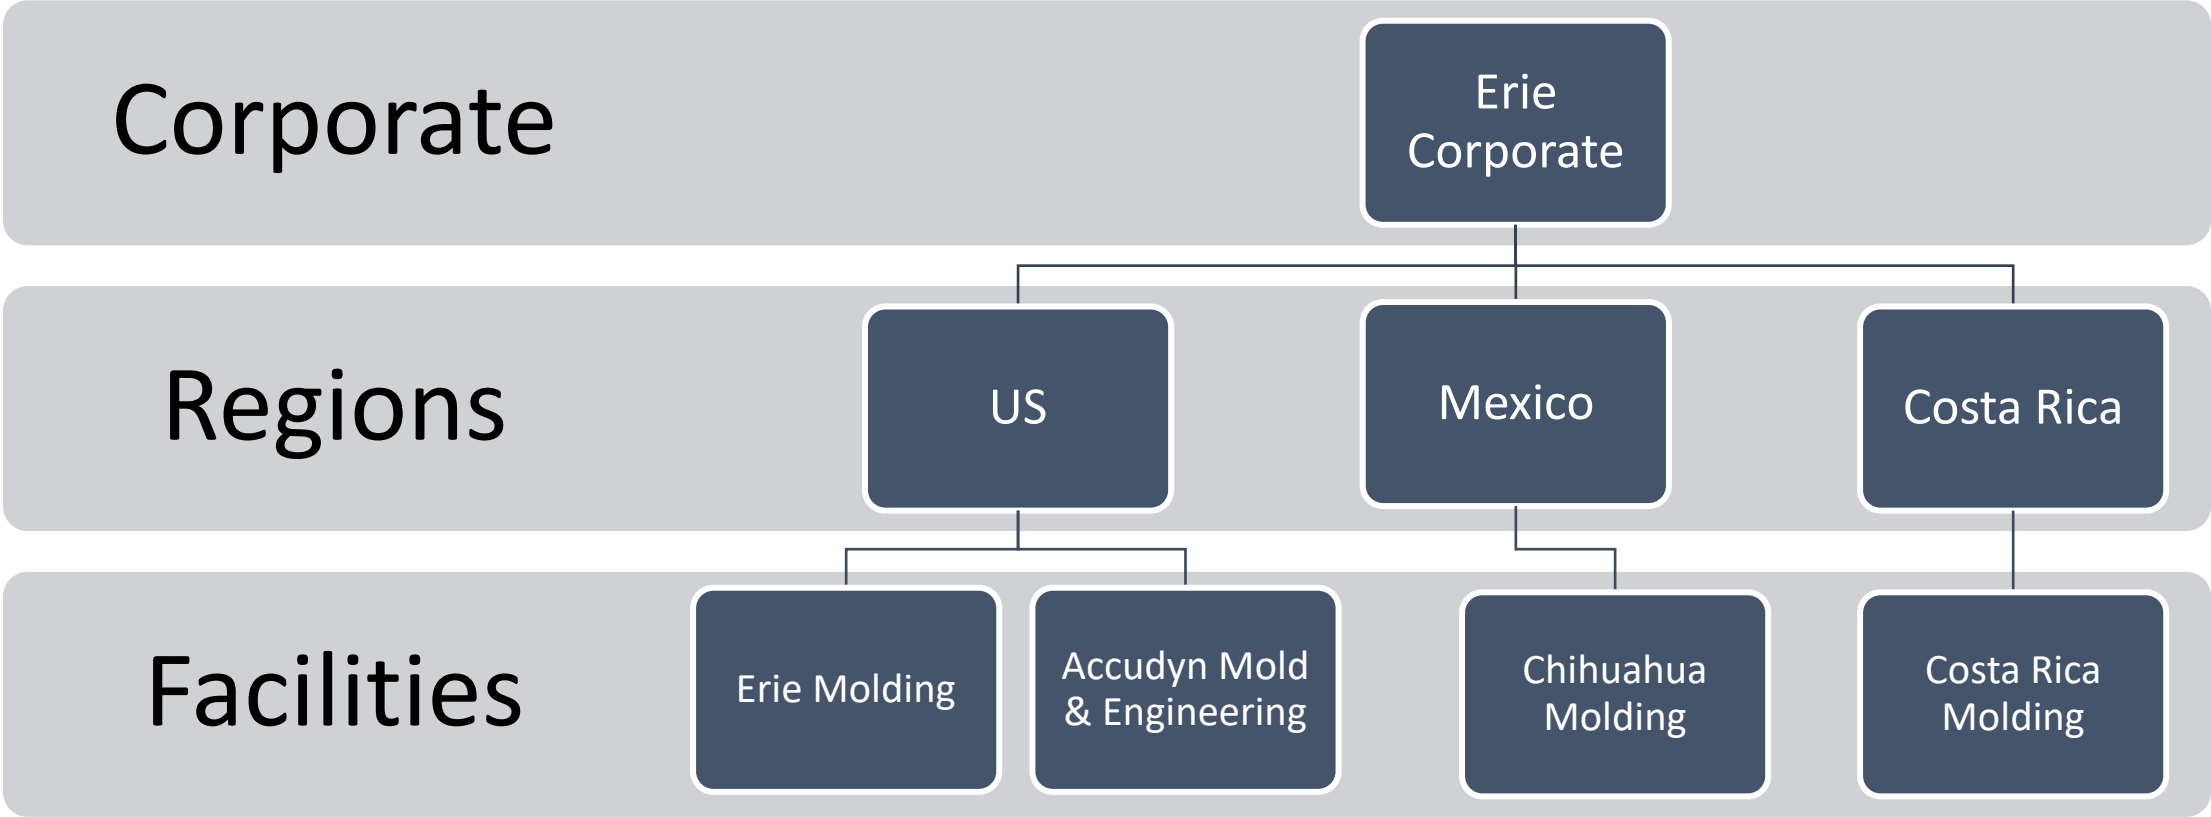 Corporate
Erie
Corporate
Regions
US
Mexico
Costa Rica
Facilities
Erie Molding
Accudyn Mold
& Engineering
Chihuahua
Molding
Costa Rica
Molding